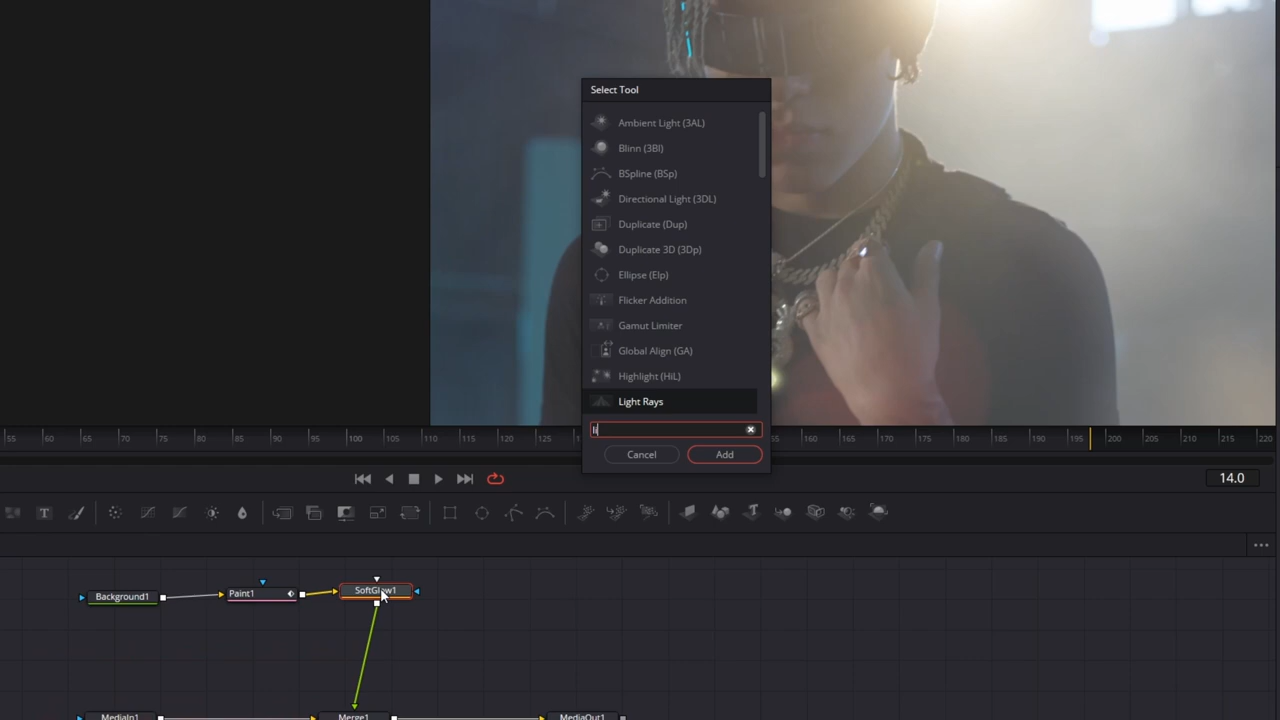 Select Tool
Ambient Light (3AL)
Blinn (3Bl)
BSpline (BSp)
Directional Light (3DL)
Duplicate (Dup)
Duplicate 3D (3Dp)
Ellipse (Elp)
Flicker Addition
Gamut Limiter
Global Align (GA)
Highlight (HiL)
Light Rays
li
Cancel
Add
55 60 65 70 75 80 85 90 95 100 105 110 115 120 125 155 160 165 170 175 180 185 190 195 200 205 210 215 220
14.0
T
Background1
Paint1
SoftGlow1
MediaIn1
Merge1
MediaOut1